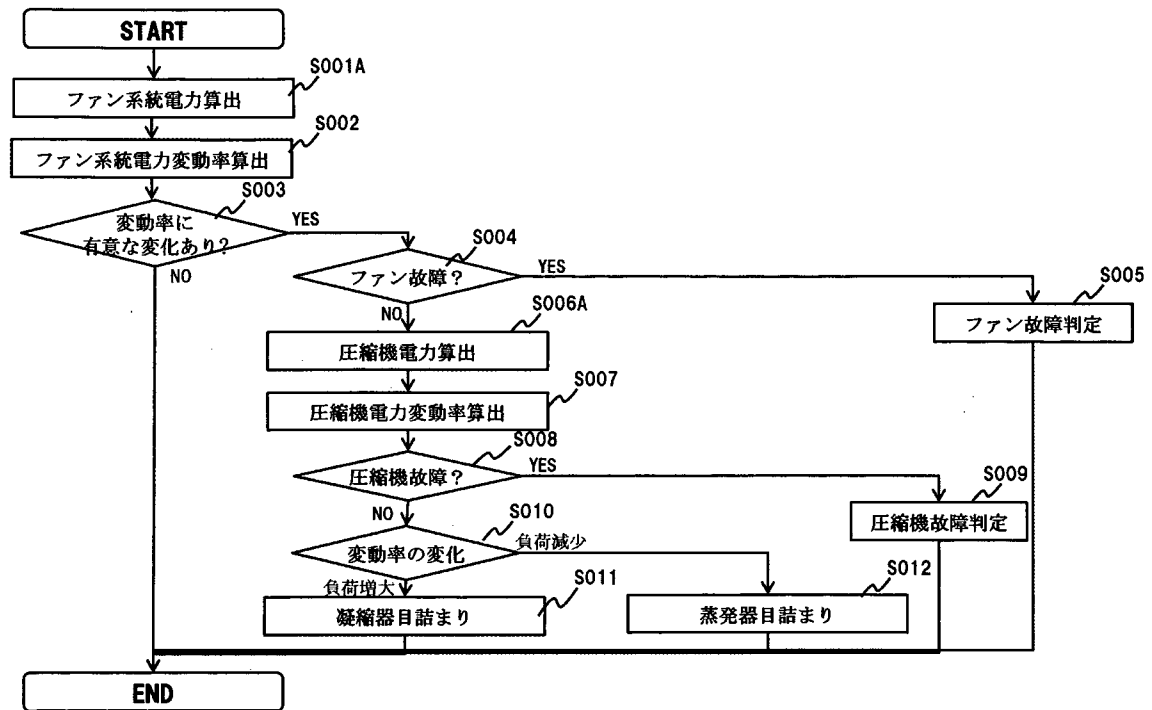 START
S001A
ファン系統電力算出
S002
ファン系統電力変動率算出
S003
変動率に
有意な変化あり?
YES
NO
S004
ファン故障?
YES
NO
S005
ファン故障判定
S006A
圧縮機電力算出
S007
圧縮機電力変動率算出
S008
圧縮機故障?
YES
NO
S009
圧縮機故障判定
S010
変動率の変化
負荷減少
負荷増大
S011
凝縮器目詰まり
S012
蒸発器目詰まり
END